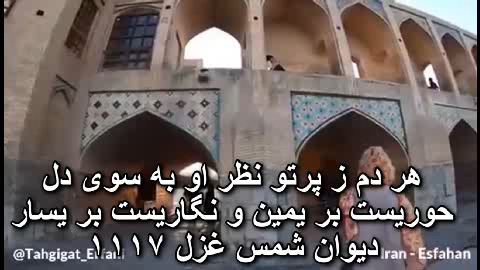 هر دم ز پرتو نظر او به سوی دل
حوریست بر یمین و نگاریست بر یسار
دیوان شمس غزل ۱۱۱۷
@Tahgigat_Erfani
Iran - Esfahan